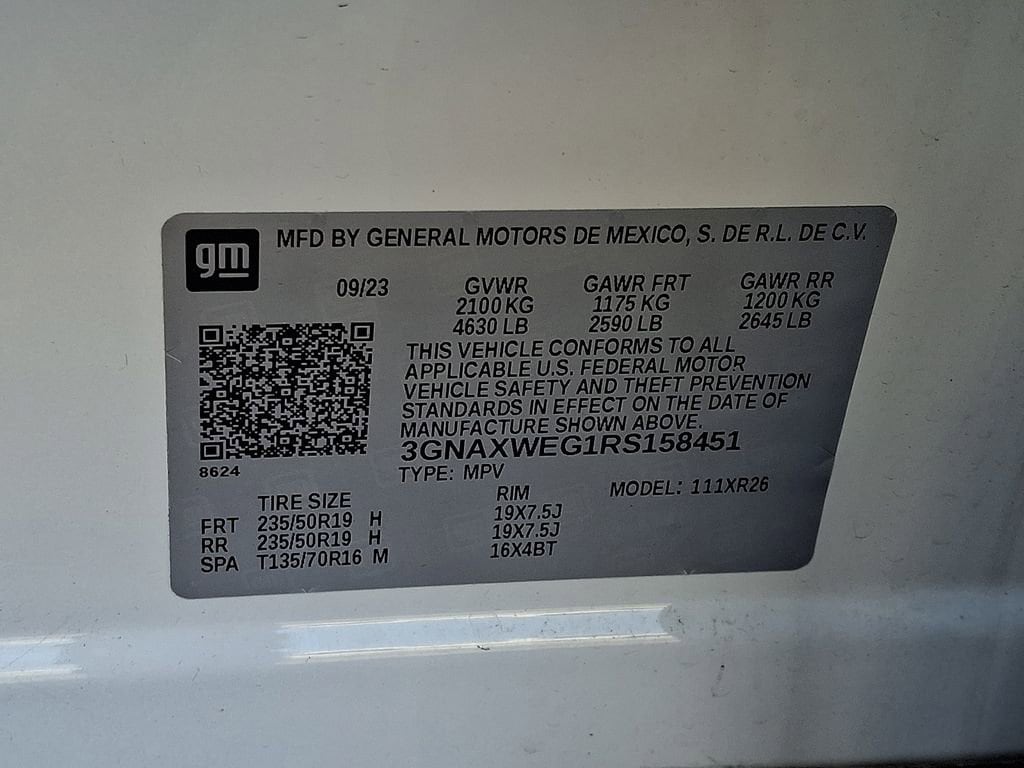 gm
MFD BY GENERAL MOTORS DE MEXICO, S. DE R.L. DE C.V.
09/23 GVWR GAWR FRT GAWR RR
2100 KG 1175 KG 1200 KG
4630 LB 2590 LB 2645 LB
THIS VEHICLE CONFORMS TO ALL
APPLICABLE U.S. FEDERAL MOTOR
VEHICLE SAFETY AND THEFT PREVENTION
STANDARDS IN EFFECT ON THE DATE OF
MANUFACTURE SHOWN ABOVE.
3GNAXWEG1RS158451
8624 TYPE: MPV
MODEL: 111XR26
TIRE SIZE RIM
FRT 235/50R19 H 19X7.5J
RR 235/50R19 H 19X7.5J
SPA T135/70R16 M 16X4BT